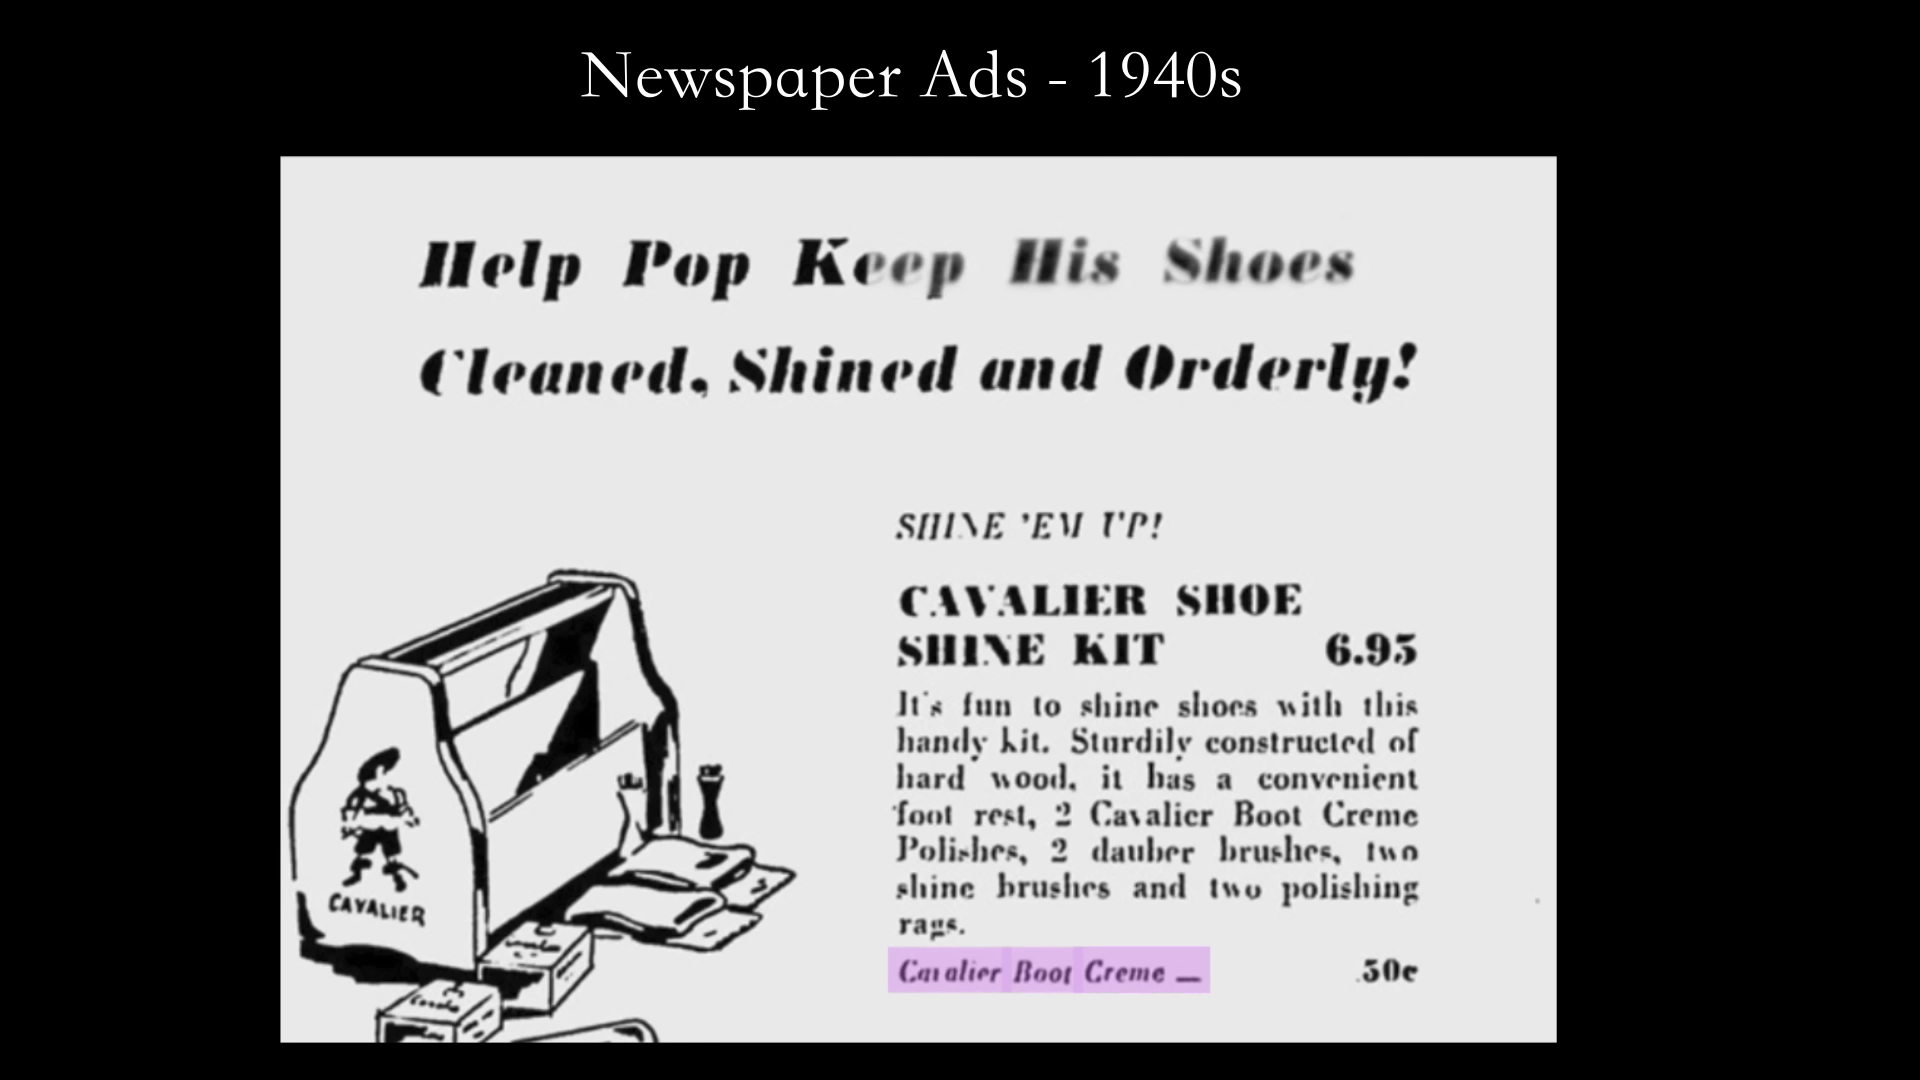 Newspaper Ads - 1940s
Help Pop Keep His Shoes
Cleaned, Shined and Orderly!
SHINE 'EM UP!
CAVALIER SHOE
SHINE KIT 6.95
It's fun to shine shoes with this
handy kit. Sturdily constructed of
hard wood, it has a convenient
foot rest, 2 Cavalier Boot Creme
Polishes, 2 dauber brushes, two
shine brushes and two polishing
rags.
Cavalier Boot Creme — .50c
CAVALIER